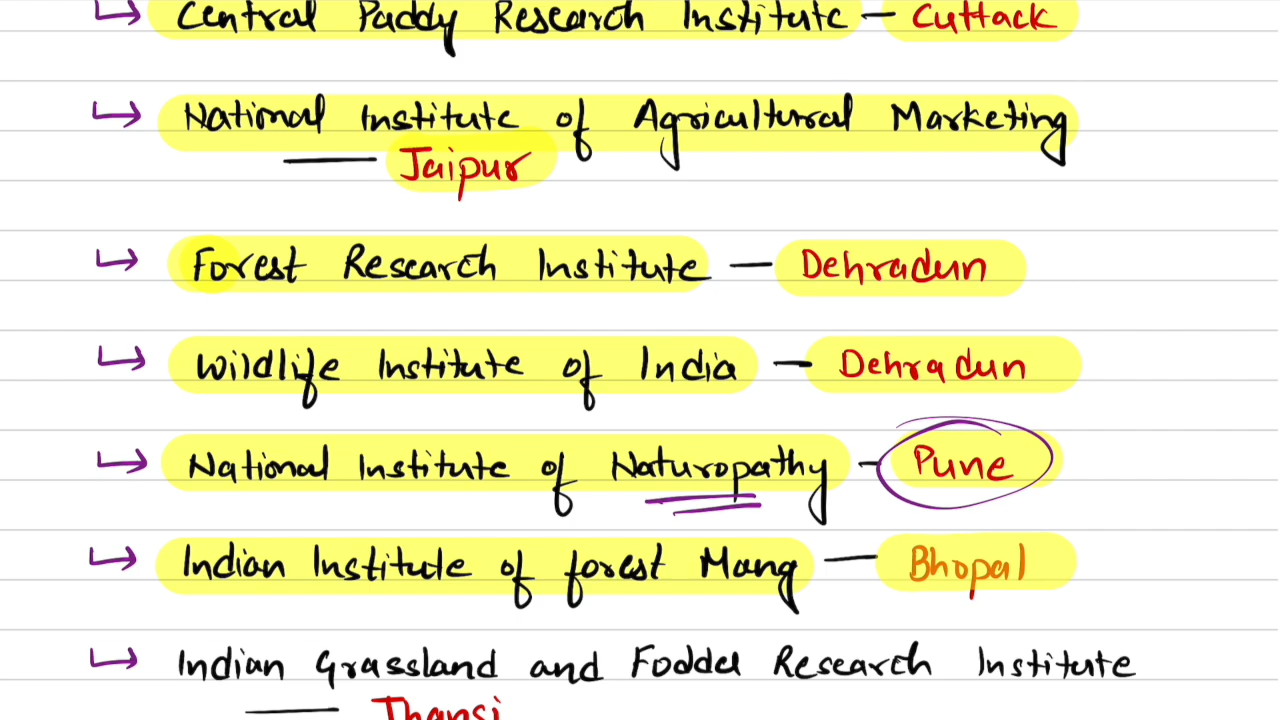 ↳ Central Paddy Research Institute — Cuttack
↳ National Institute of Agricultural Marketing
— Jaipur
↳ Forest Research Institute — Dehradun
↳ Wildlife Institute of India — Dehradun
↳ National Institute of Naturopathy - Pune
↳ Indian Institute of forest Mang — Bhopal
↳ Indian Grassland and Fodder Research Institute
— Jhansi